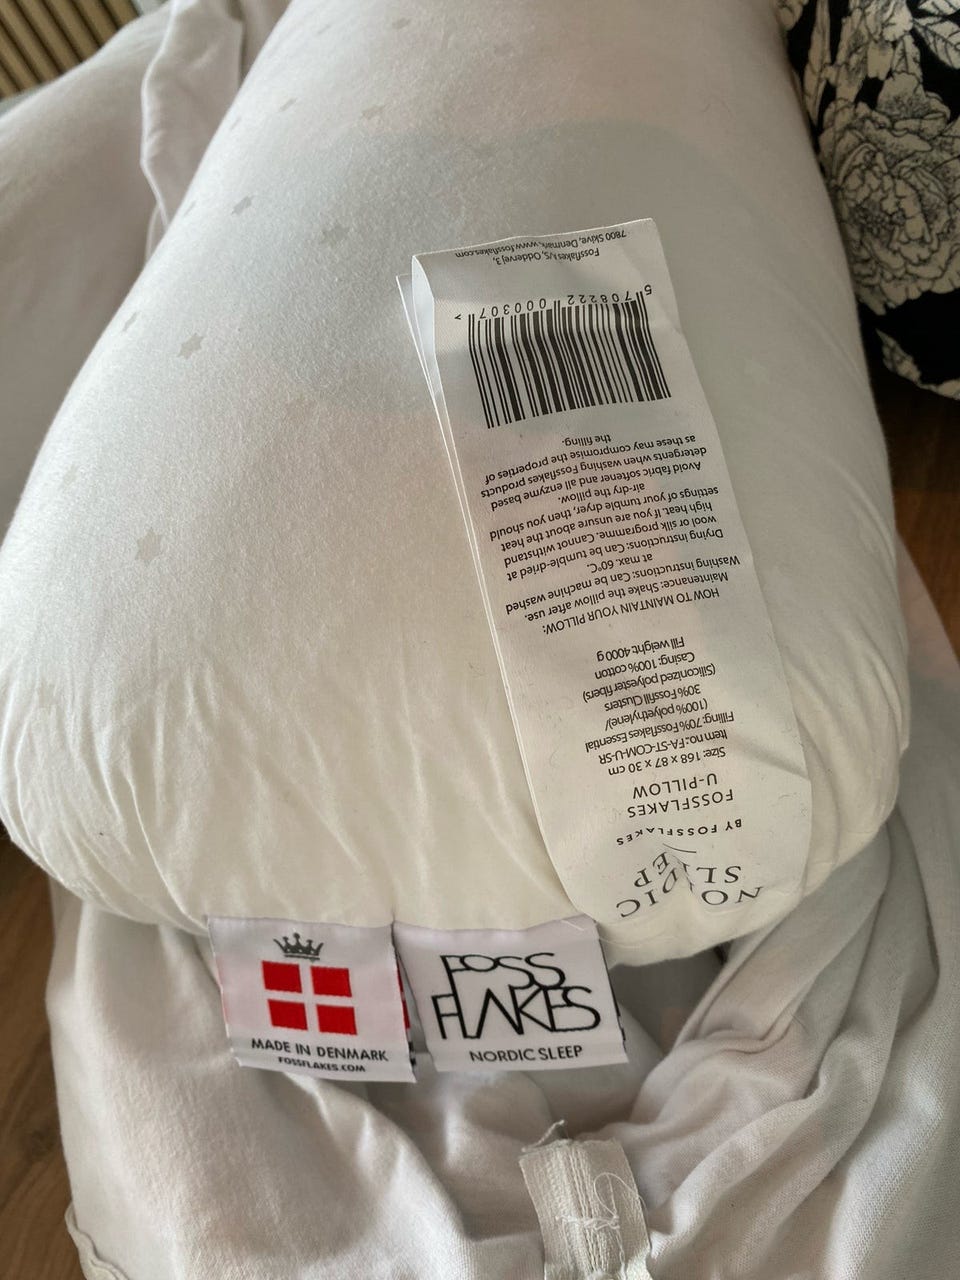 NORDIC
SLEEP
BY FOSSFLAKES
FOSSFLAKES
U-PILLOW
Size: 168 x 87 x 30 cm
Item no.: FA-ST-COM-U-SR
Filling: 70% Fossflakes Essential
(100% polyethylene)/
30% Fossfill Clusters
(Siliconized polyester fibers)
Casing: 100% cotton
Fill weight: 4000 g
HOW TO MAINTAIN YOUR PILLOW:
Maintenance: Shake the pillow after use.
Washing instructions: Can be machine washed
at max. 60°C.
Drying instructions: Can be tumble-dried at
wool or silk programme. Cannot withstand
high heat. If you are unsure about the heat
settings of your tumble dryer, then you should
air-dry the pillow.
Avoid fabric softener and all enzyme based
detergents when washing Fossflakes products
as these may compromise the properties of
the filling.
5 708222 000307 >
Fossflakes A/S, Oddervej 3,
7800 Skive, Denmark, www.fossflakes.com
MADE IN DENMARK
FOSSFLAKES.COM
FOSS
FLAKES
NORDIC SLEEP